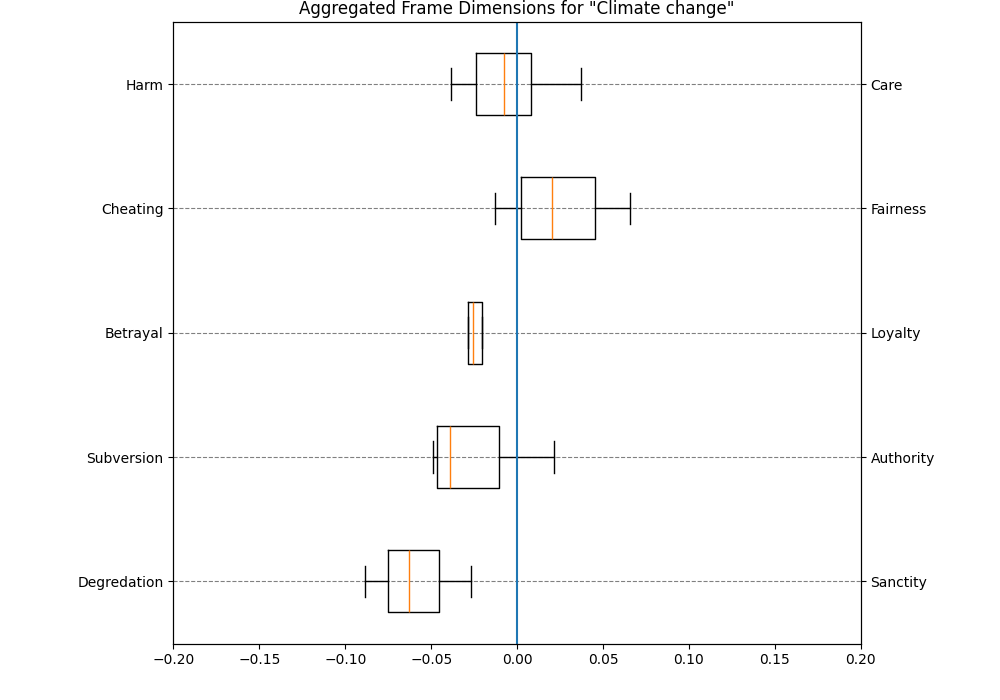 Aggregated Frame Dimensions for "Climate change"
Harm Care
Cheating Fairness
Betrayal Loyalty
Subversion Authority
Degredation Sanctity
−0.20 −0.15 −0.10 −0.05 0.00 0.05 0.10 0.15 0.20